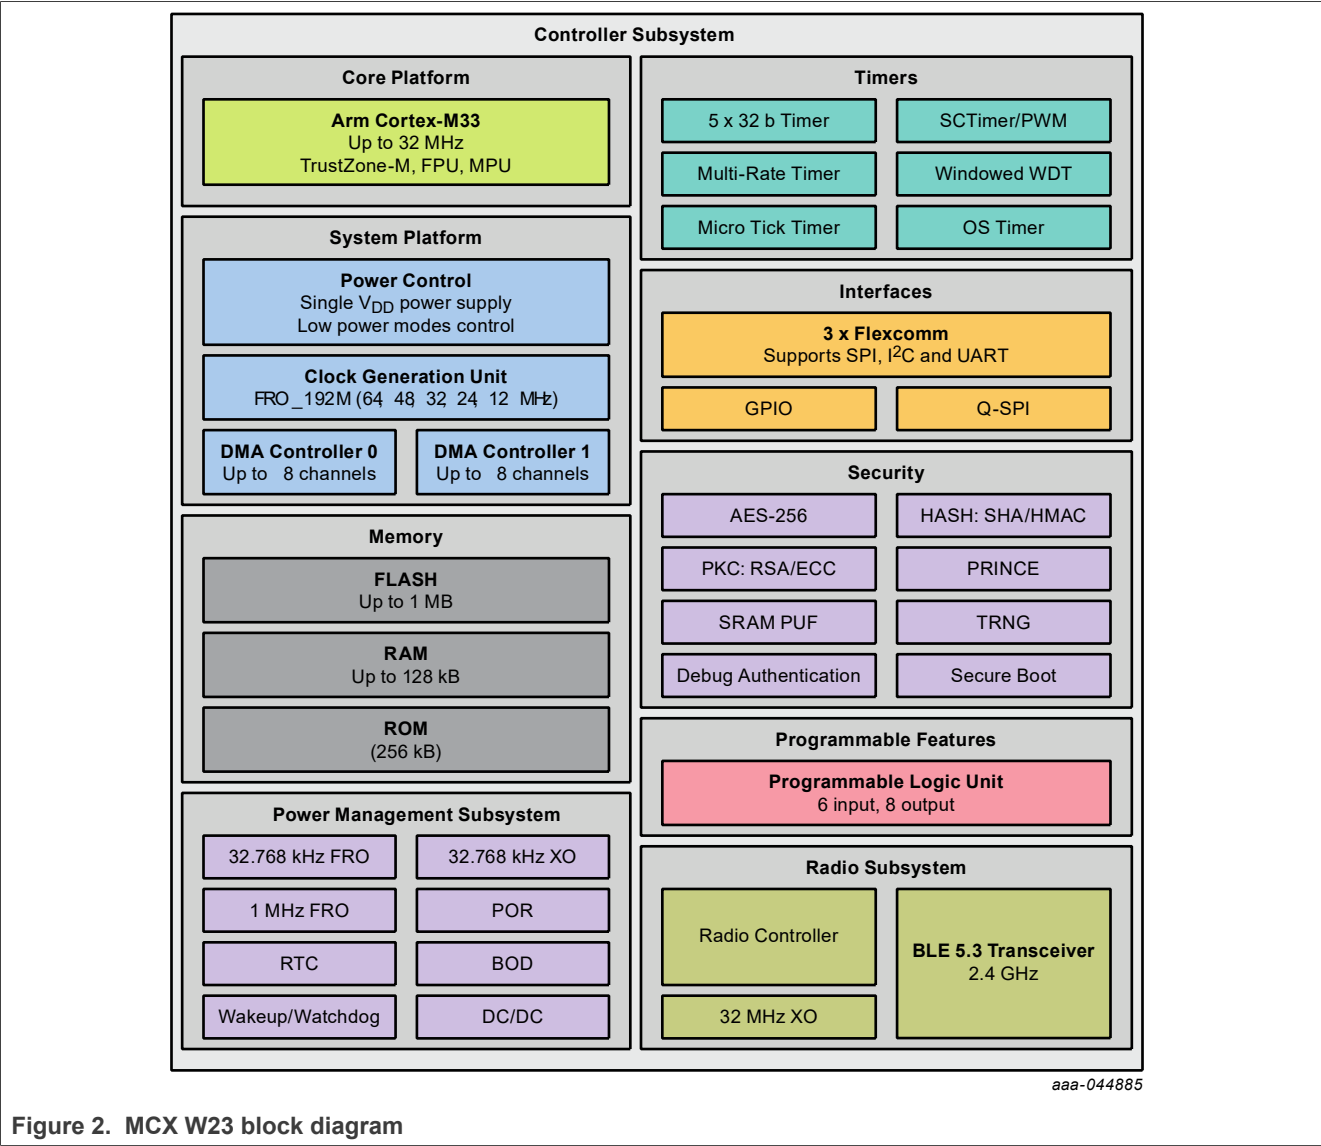 Controller Subsystem
Core Platform
Arm Cortex-M33
Up to 32 MHz
TrustZone-M, FPU, MPU
System Platform
Power Control
Single VDD power supply
Low power modes control
Clock Generation Unit
FRO_192M (64, 48, 32, 24, 12 MHz)
DMA Controller 0
Up to 8 channels
DMA Controller 1
Up to 8 channels
Memory
FLASH
Up to 1 MB
RAM
Up to 128 kB
ROM
(256 kB)
Power Management Subsystem
32.768 kHz FRO
32.768 kHz XO
1 MHz FRO
POR
RTC
BOD
Wakeup/Watchdog
DC/DC
Timers
5 x 32 b Timer
SCTimer/PWM
Multi-Rate Timer
Windowed WDT
Micro Tick Timer
OS Timer
Interfaces
3 x Flexcomm
Supports SPI, I2C and UART
GPIO
Q-SPI
Security
AES-256
HASH: SHA/HMAC
PKC: RSA/ECC
PRINCE
SRAM PUF
TRNG
Debug Authentication
Secure Boot
Programmable Features
Programmable Logic Unit
6 input, 8 output
Radio Subsystem
Radio Controller
BLE 5.3 Transceiver
2.4 GHz
32 MHz XO
aaa-044885
Figure 2. MCX W23 block diagram